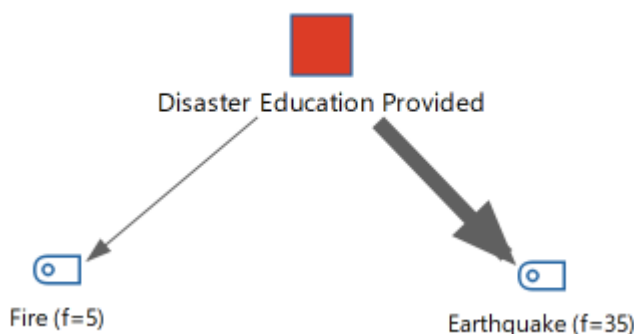 Disaster Education Provided
Fire (f=5)
Earthquake (f=35)